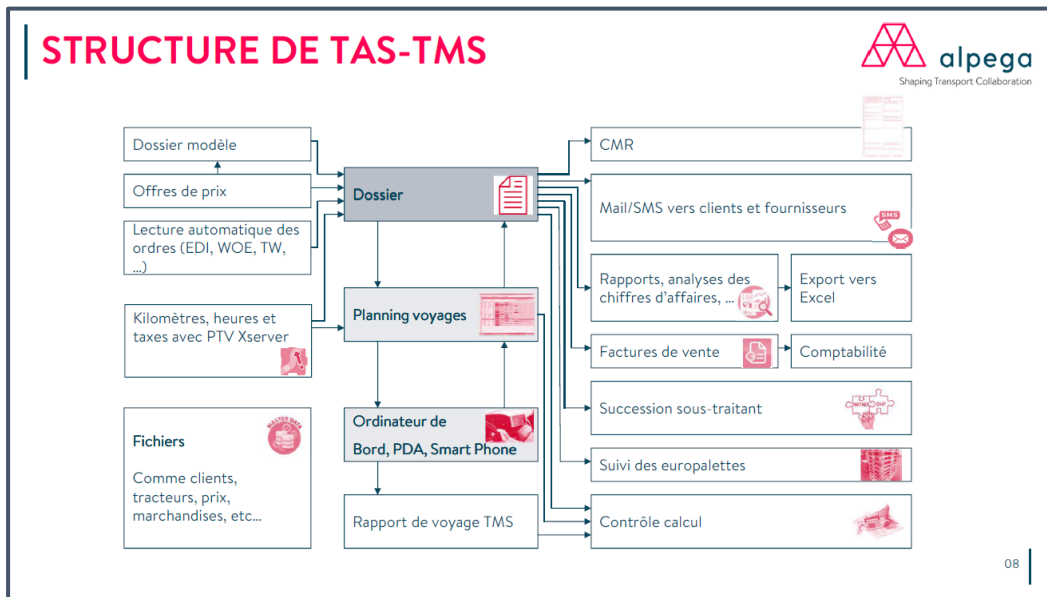 STRUCTURE DE TAS-TMS
alpega
Shaping Transport Collaboration
Dossier modèle
Offres de prix
Lecture automatique des
ordres (EDI, WOE, TW,
…)
Kilomètres, heures et
taxes avec PTV Xserver
Fichiers
MASTER DATA
Comme clients,
tracteurs, prix,
marchandises, etc…
Dossier
Planning voyages
Ordinateur de
Bord, PDA, Smart Phone
Rapport de voyage TMS
CMR
Mail/SMS vers clients et fournisseurs
SMS
Rapports, analyses des
chiffres d’affaires, …
Export vers
Excel
Factures de vente
Comptabilité
Succession sous-traitant
Suivi des europalettes
Contrôle calcul
08